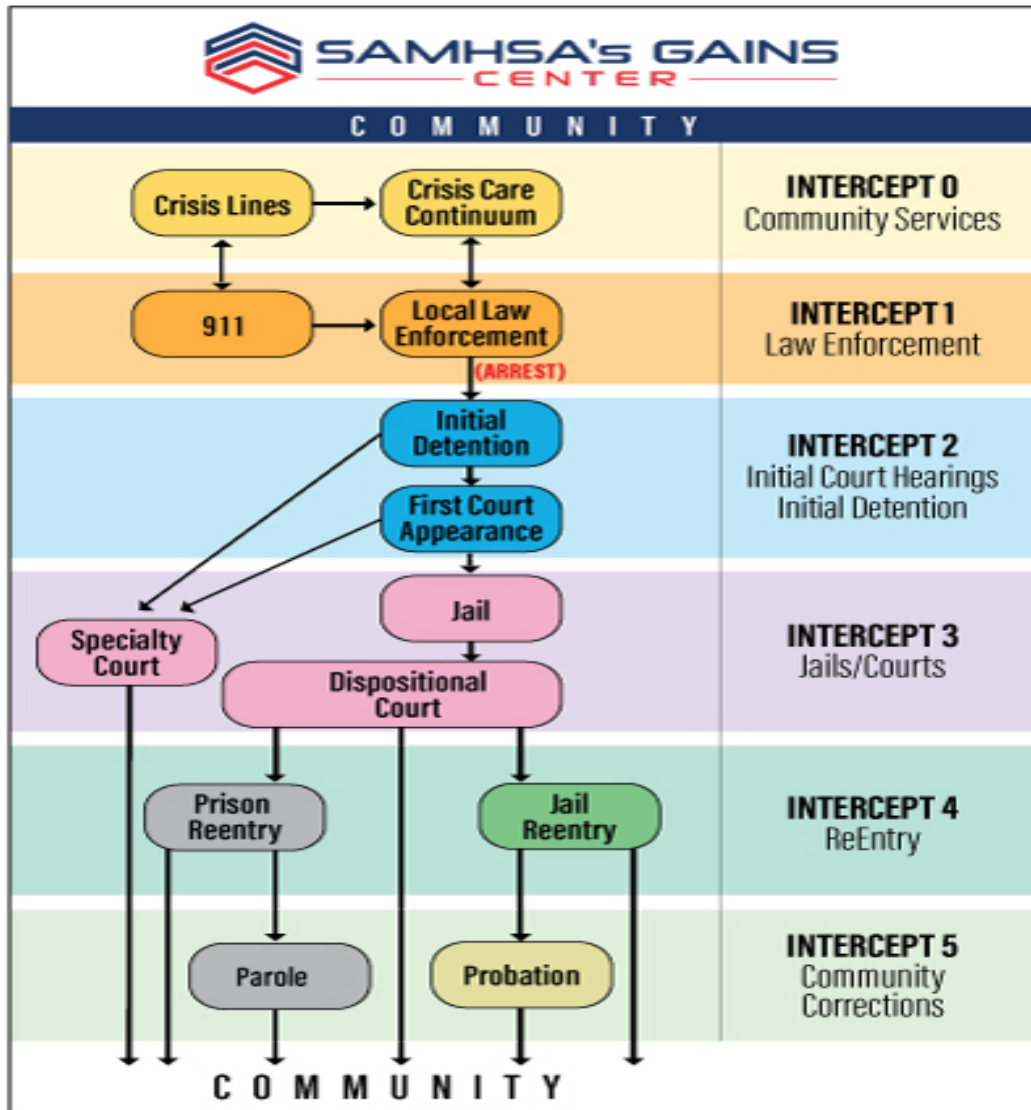 SAMHSA's GAINS
CENTER
COMMUNITY
Crisis Lines
Crisis Care
Continuum
INTERCEPT 0
Community Services
911
Local Law
Enforcement
(ARREST)
INTERCEPT 1
Law Enforcement
Initial
Detention
First Court
Appearance
INTERCEPT 2
Initial Court Hearings
Initial Detention
Jail
Specialty
Court
Dispositional
Court
INTERCEPT 3
Jails/Courts
Prison
Reentry
Jail
Reentry
INTERCEPT 4
ReEntry
Parole
Probation
INTERCEPT 5
Community
Corrections
COMMUNITY